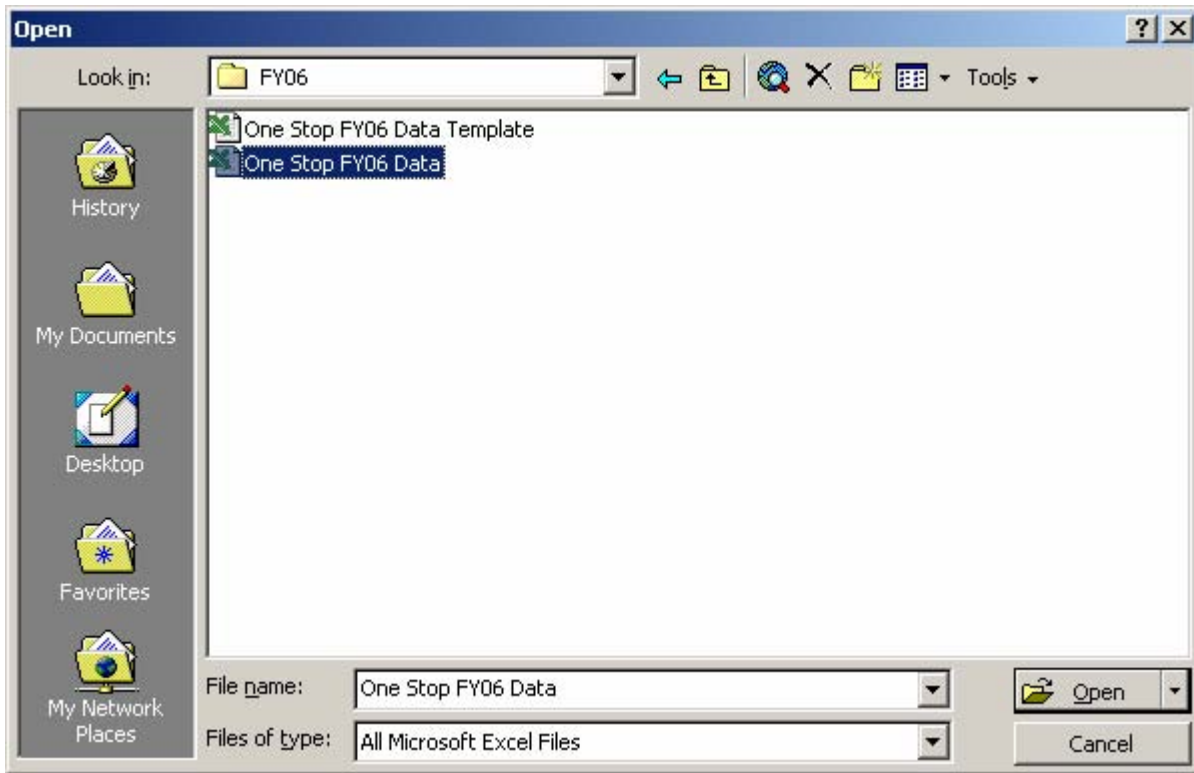 Open
Look in: FY06 Tools
One Stop FY06 Data Template
One Stop FY06 Data
History
My Documents
Desktop
Favorites
My Network
Places
File name: One Stop FY06 Data Open
Files of type: All Microsoft Excel Files Cancel